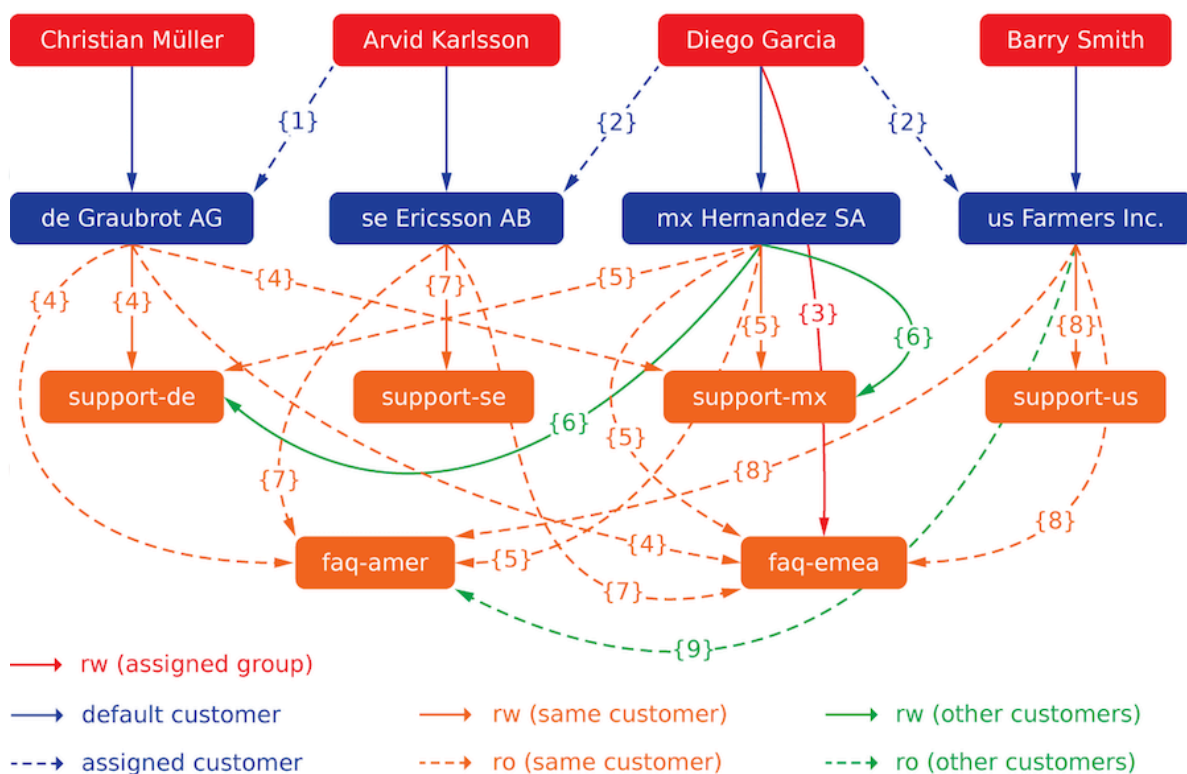 Christian Müller
Arvid Karlsson
Diego Garcia
Barry Smith
{1}
{2}
{2}
de Graubrot AG
se Ericsson AB
mx Hernandez SA
us Farmers Inc.
{4}
{4}
{4}
{7}
{5}
{5}
{3}
{6}
{8}
support-de
support-se
support-mx
support-us
{6}
{5}
{7}
{8}
{8}
faq-amer
{5}
{4}
faq-emea
{7}
{9}
rw (assigned group)
default customer
rw (same customer)
rw (other customers)
assigned customer
ro (same customer)
ro (other customers)